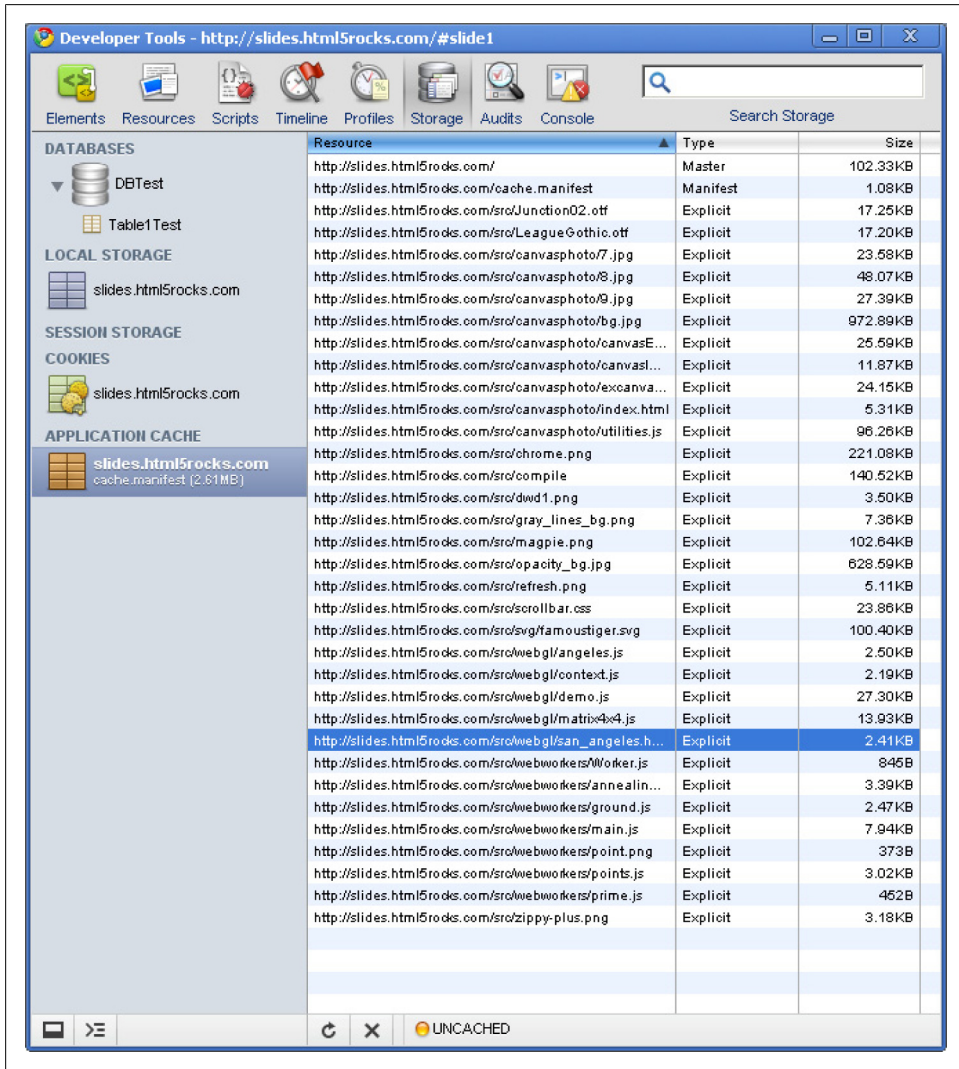 Developer Tools - http://slides.html5rocks.com/#slide1
Elements Resources Scripts Timeline Profiles Storage Audits Console Search Storage
DATABASES
DBTest
Table1Test
LOCAL STORAGE
slides.html5rocks.com
SESSION STORAGE
COOKIES
slides.html5rocks.com
APPLICATION CACHE
slides.html5rocks.com
cache.manifest (2.61MB)
Resource Type Size
http://slides.html5rocks.com/ Master 102.33KB
http://slides.html5rocks.com/cache.manifest Manifest 1.08KB
http://slides.html5rocks.com/src/Junction02.otf Explicit 17.25KB
http://slides.html5rocks.com/src/LeagueGothic.otf Explicit 17.20KB
http://slides.html5rocks.com/src/canvasphoto/7.jpg Explicit 23.58KB
http://slides.html5rocks.com/src/canvasphoto/8.jpg Explicit 48.07KB
http://slides.html5rocks.com/src/canvasphoto/9.jpg Explicit 27.39KB
http://slides.html5rocks.com/src/canvasphoto/bg.jpg Explicit 972.89KB
http://slides.html5rocks.com/src/canvasphoto/canvasE... Explicit 25.59KB
http://slides.html5rocks.com/src/canvasphoto/canvasI... Explicit 11.87KB
http://slides.html5rocks.com/src/canvasphoto/excanva... Explicit 24.15KB
http://slides.html5rocks.com/src/canvasphoto/index.html Explicit 5.31KB
http://slides.html5rocks.com/src/canvasphoto/utilities.js Explicit 96.26KB
http://slides.html5rocks.com/src/chrome.png Explicit 221.08KB
http://slides.html5rocks.com/src/compile Explicit 140.52KB
http://slides.html5rocks.com/src/dwd1.png Explicit 3.50KB
http://slides.html5rocks.com/src/gray_lines_bg.png Explicit 7.36KB
http://slides.html5rocks.com/src/magpie.png Explicit 102.64KB
http://slides.html5rocks.com/src/opacity_bg.jpg Explicit 628.59KB
http://slides.html5rocks.com/src/refresh.png Explicit 5.11KB
http://slides.html5rocks.com/src/scrollbar.css Explicit 23.86KB
http://slides.html5rocks.com/src/svg/famoustiger.svg Explicit 100.40KB
http://slides.html5rocks.com/src/webgl/angeles.js Explicit 2.50KB
http://slides.html5rocks.com/src/webgl/context.js Explicit 2.19KB
http://slides.html5rocks.com/src/webgl/demo.js Explicit 27.30KB
http://slides.html5rocks.com/src/webgl/matrix4x4.js Explicit 13.93KB
http://slides.html5rocks.com/src/webgl/san_angeles.h... Explicit 2.41KB
http://slides.html5rocks.com/src/webworkers/Worker.js Explicit 845B
http://slides.html5rocks.com/src/webworkers/annealin... Explicit 3.39KB
http://slides.html5rocks.com/src/webworkers/ground.js Explicit 2.47KB
http://slides.html5rocks.com/src/webworkers/main.js Explicit 7.94KB
http://slides.html5rocks.com/src/webworkers/point.png Explicit 373B
http://slides.html5rocks.com/src/webworkers/points.js Explicit 3.02KB
http://slides.html5rocks.com/src/webworkers/prime.js Explicit 452B
http://slides.html5rocks.com/src/zippy-plus.png Explicit 3.18KB
UNCACHED